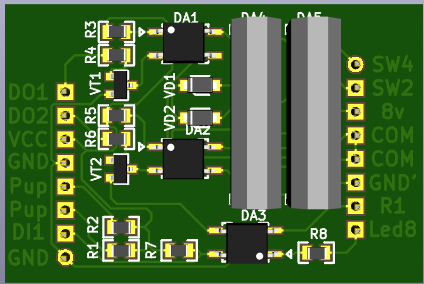 DA1
DA4
DA5
R3
R4
VT1
VD1
R5
R6
VD2
DA2
VT2
R2
R1
R7
DA3
R8
DO1
DO2
VCC
GND
Pup
Pup
DI1
GND
SW4
SW2
8v
COM
COM
GND'
R1
Led8